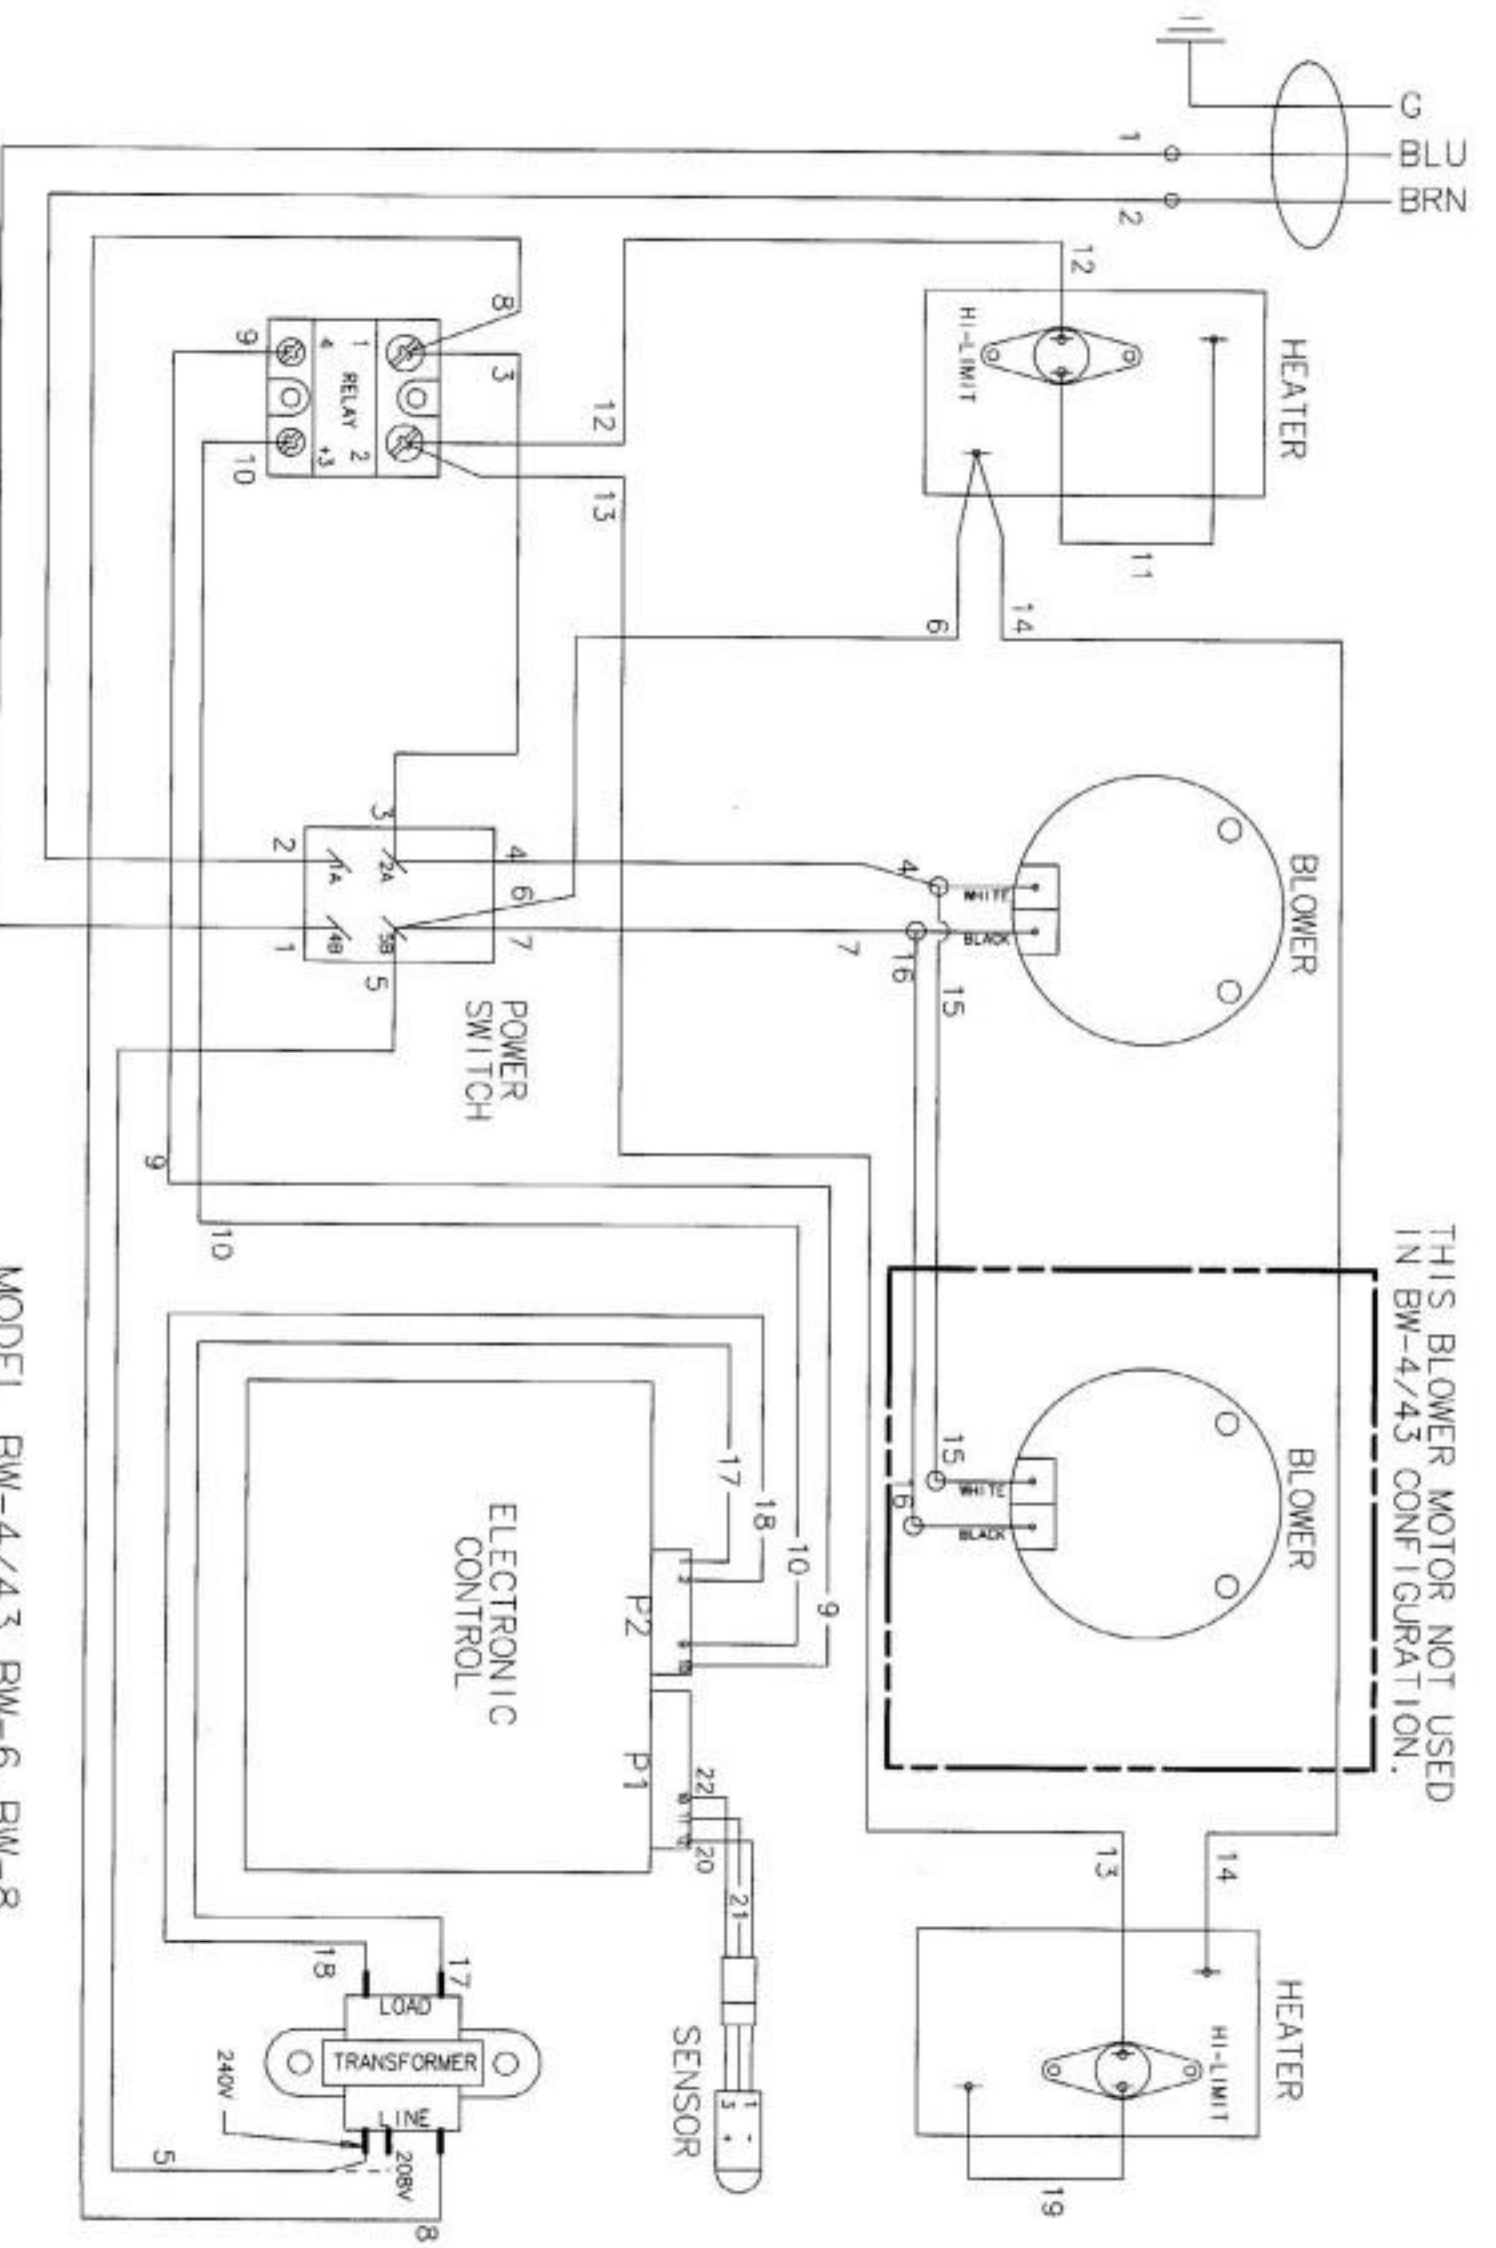 G
BLU
BRN
1
2
12
HEATER
HI-LIMIT
11
6
14
8
3
12
13
9
10
1
2
4
+3
RELAY
BLOWER
WHITE
BLACK
4
7
16
15
3
2
1
4
6
7
5
1A
2A
4B
5B
POWER
SWITCH
9
10
THIS BLOWER MOTOR NOT USED
IN BW-4/43 CONFIGURATION.
BLOWER
WHITE
BLACK
15
16
17
18
10
9
ELECTRONIC
CONTROL
P2
P1
22
20
21
SENSOR
13
14
HEATER
HI-LIMIT
19
18
17
LOAD
TRANSFORMER
LINE
240V
208V
5
8